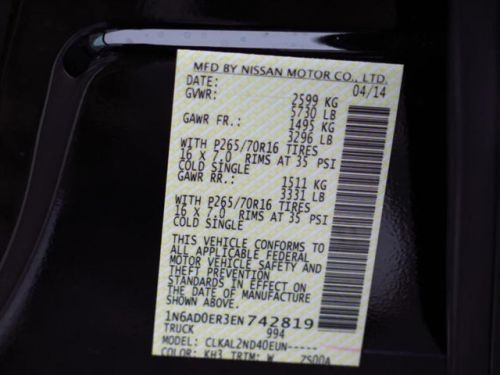 MFD BY NISSAN MOTOR CO., LTD.
DATE: 04/14
GVWR: 2599 KG
5730 LB
GAWR FR.: 1495 KG
3296 LB
WITH P265/70R16 TIRES
16 X 7.0 RIMS AT 35 PSI
COLD SINGLE
GAWR RR.: 1511 KG
3331 LB
WITH P265/70R16 TIRES
16 X 7.0 RIMS AT 35 PSI
COLD SINGLE
THIS VEHICLE CONFORMS TO
ALL APPLICABLE FEDERAL
MOTOR VEHICLE SAFETY AND
THEFT PREVENTION
STANDARDS IN EFFECT ON
THE DATE OF MANUFACTURE
SHOWN ABOVE.
1N6AD0ER3EN742819
TRUCK 994
MODEL: CLKAL2ND40EUN-----
COLOR: KH3 TRIM: W ZS00A